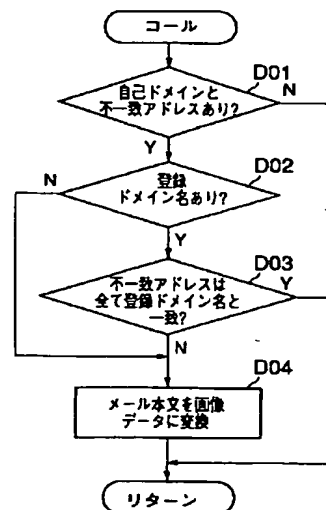 コール
D01
自己ドメインと
不一致アドレスあり?
N
Y
D02
登録
ドメイン名あり?
N
Y
D03
不一致アドレスは
全て登録ドメイン名と
一致?
Y
N
D04
メール本文を画像
データに変換
リターン